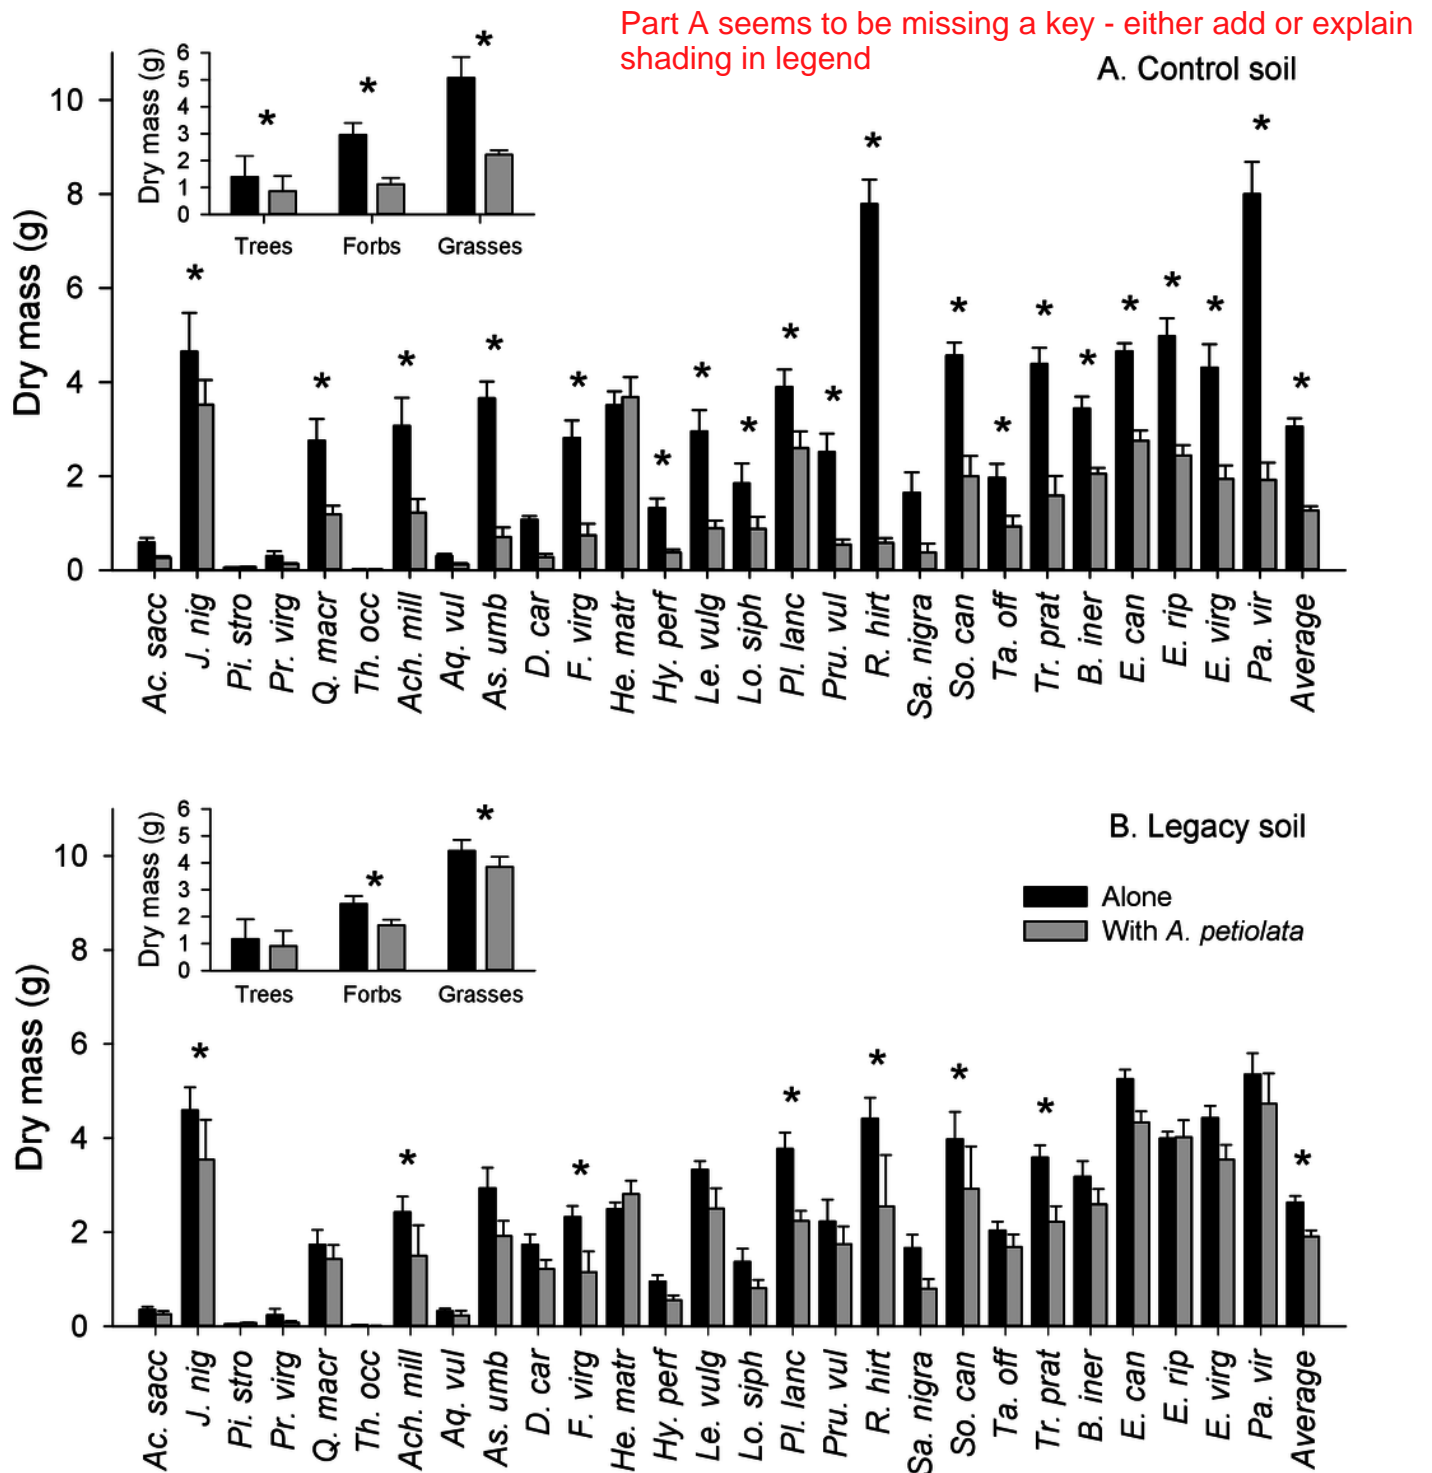 Part A seems to be missing a key - either add or explain
shading in legend
A. Control soil
Dry mass (g)
10
8
6
4
2
0
Dry mass (g)
6
5
4
3
2
1
0
Trees Forbs Grasses
* * *
* * * * * * * * * * * * * * * * * * * *
Ac. sacc
J. nig
Pi. stro
Pr. virg
Q. macr
Th. occ
Ach. mill
Aq. vul
As. umb
D. car
F. virg
He. matr
Hy. perf
Le. vulg
Lo. siph
Pl. lanc
Pru. vul
R. hirt
Sa. nigra
So. can
Ta. off
Tr. prat
B. iner
E. can
E. rip
E. virg
Pa. vir
Average
B. Legacy soil
Alone
With A. petiolata
Dry mass (g)
10
8
6
4
2
0
Dry mass (g)
6
5
4
3
2
1
0
Trees Forbs Grasses
* *
* * * * * * * *
Ac. sacc
J. nig
Pi. stro
Pr. virg
Q. macr
Th. occ
Ach. mill
Aq. vul
As. umb
D. car
F. virg
He. matr
Hy. perf
Le. vulg
Lo. siph
Pl. lanc
Pru. vul
R. hirt
Sa. nigra
So. can
Ta. off
Tr. prat
B. iner
E. can
E. rip
E. virg
Pa. vir
Average